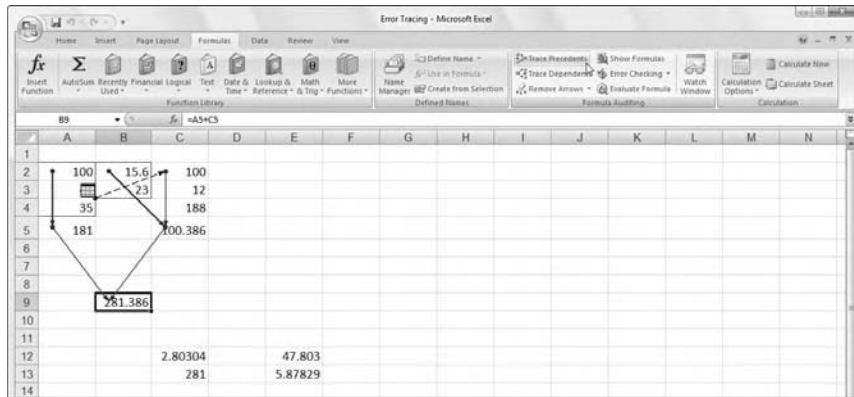 Error Tracing - Microsoft Excel
Home Insert Page Layout Formulas Data Review View
fx Insert Function
Σ AutoSum
Recently Used
Financial
Logical
Text
Date & Time
Lookup & Reference
Math & Trig
More Functions
Function Library
Name Manager
Define Name
Use in Formula
Create from Selection
Defined Names
Trace Precedents
Trace Dependents
Remove Arrows
Show Formulas
Error Checking
Evaluate Formula
Watch Window
Formula Auditing
Calculation Options
Calculate Now
Calculate Sheet
Calculation
B9 fx =A5+C5
A B C D E F G H I J K L M N
1
2 100 15.6 100
3 23 12
4 35 188
5 181 100.386
6
7
8
9 281.386
10
11
12 2.80304 47.803
13 281 5.87829
14